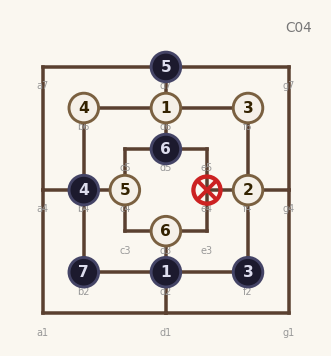 C04
5
a7 d7 g7
4 1 3
b6 d6 f6
6
c5 d5 e5
4 5 2
a4 b4 c4 e4 f4 g4
6
c3 d3 e3
7 1 3
b2 d2 f2
a1 d1 g1